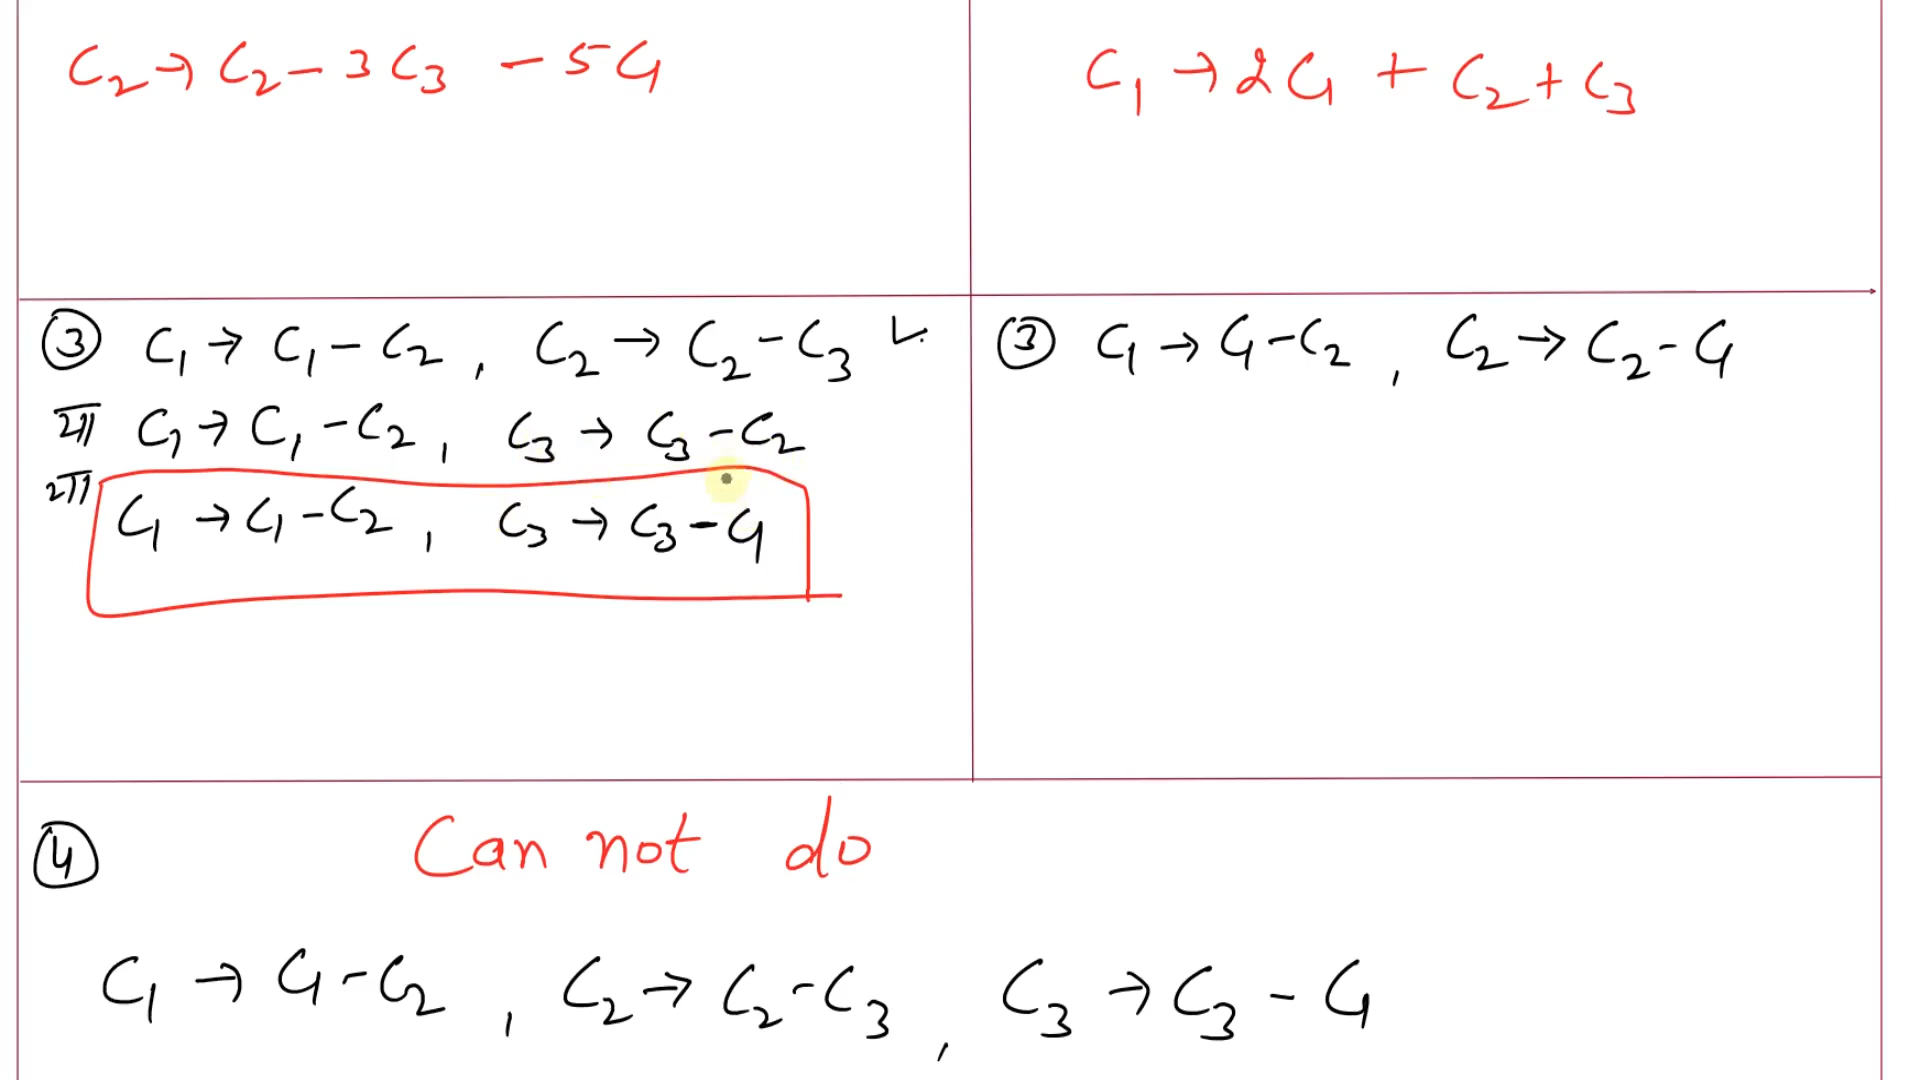 C₂ → C₂ - 3C₃ - 5C₁
C₁ → 2C₁ + C₂ + C₃
③ C₁ → C₁ - C₂ , C₂ → C₂ - C₃
या C₁ → C₁ - C₂ , C₃ → C₃ - C₂
या C₁ → C₁ - C₂ , C₃ → C₃ - C₁
③ C₁ → C₁ - C₂ , C₂ → C₂ - C₁
④ Can not do
C₁ → C₁ - C₂ , C₂ → C₂ - C₃ , C₃ → C₃ - C₁